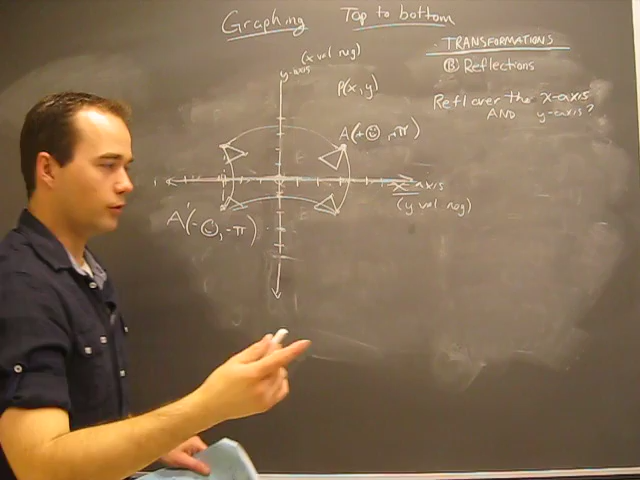 Graphing Top to bottom
TRANSFORMATIONS
B Reflections
Refl over the x-axis
AND y-axis?
(x val neg)
y-axis
P(x, y)
A(+☺, -π)
x-axis
(y val neg)
A'(-☺, -π)